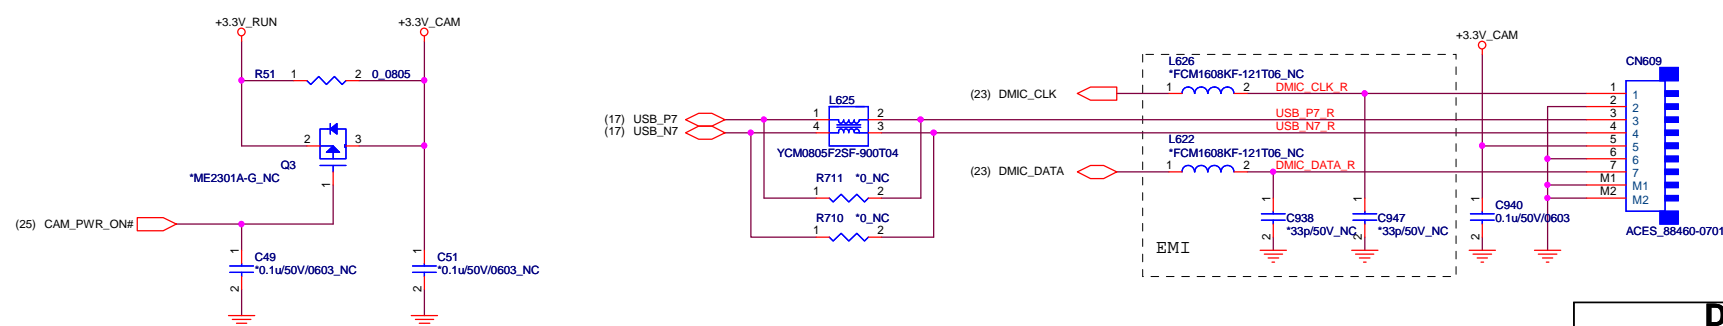 +3.3V_RUN
+3.3V_CAM
R51 1 2 0_0805
2 3
Q3
*ME2301A-G_NC
1
(25) CAM_PWR_ON#
1
C49
*0.1u/50V/0603_NC
2
1
C51
*0.1u/50V/0603_NC
2
(17) USB_P7
(17) USB_N7
L625
1 2
4 3
YCM0805F2SF-900T04
R711 *0_NC
1 2
R710 *0_NC
1 2
(23) DMIC_CLK
L626
*FCM1608KF-121T06_NC
1 2 DMIC_CLK_R
USB_P7_R
USB_N7_R
L622
*FCM1608KF-121T06_NC
(23) DMIC_DATA
1 2 DMIC_DATA_R
1
C938
*33p/50V_NC
2
1
C947
*33p/50V_NC
2
EMI
+3.3V_CAM
1
C940
0.1u/50V/0603
2
CN609
1 1
2 2
3 3
4 4
5 5
6 6
7 7
M1 M1
M2 M2
ACES_88460-0701
D